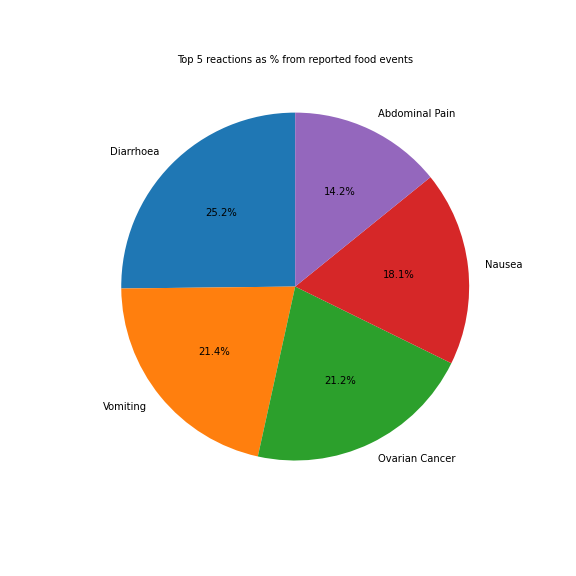 Top 5 reactions as % from reported food events
Abdominal Pain
Diarrhoea
14.2%
25.2%
Nausea
18.1%
21.4%
21.2%
Vomiting
Ovarian Cancer